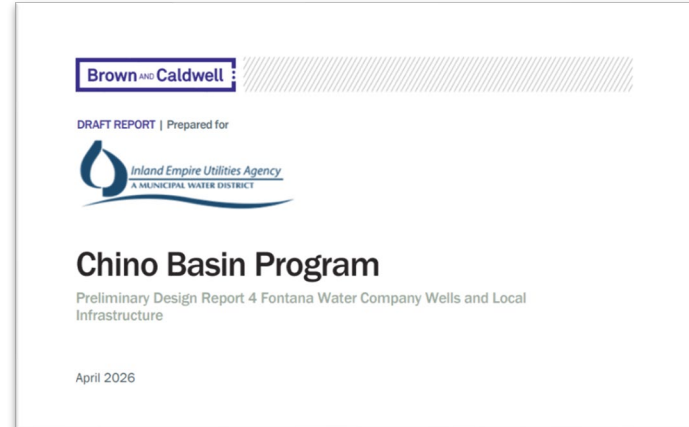 Brown AND Caldwell
DRAFT REPORT | Prepared for
Inland Empire Utilities Agency
A MUNICIPAL WATER DISTRICT
Chino Basin Program
Preliminary Design Report 4 Fontana Water Company Wells and Local
Infrastructure
April 2026